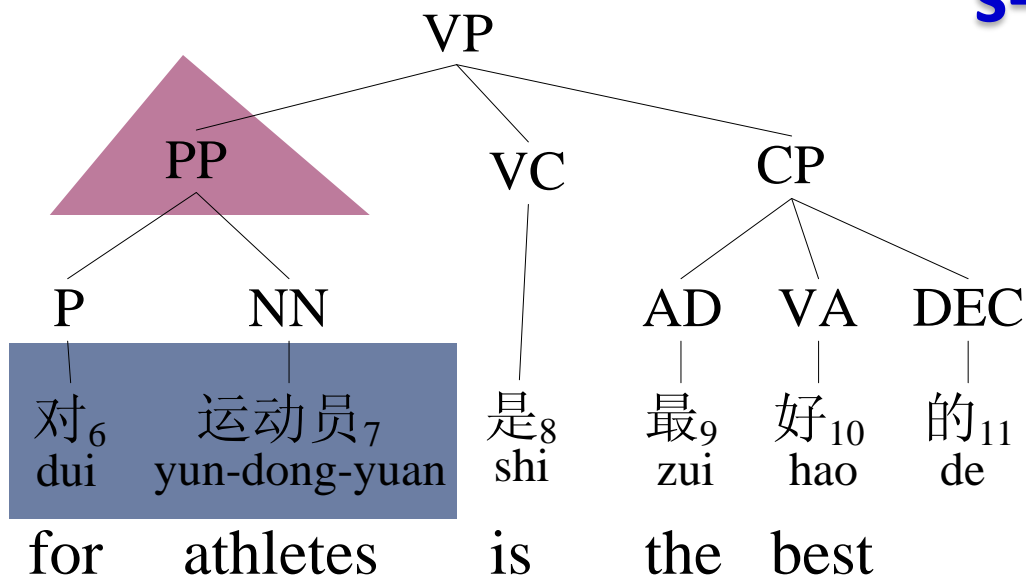 VP
PP VC CP
P NN AD VA DEC
对6 运动员7 是8 最9 好10 的11
dui yun-dong-yuan shi zui hao de
for athletes is the best